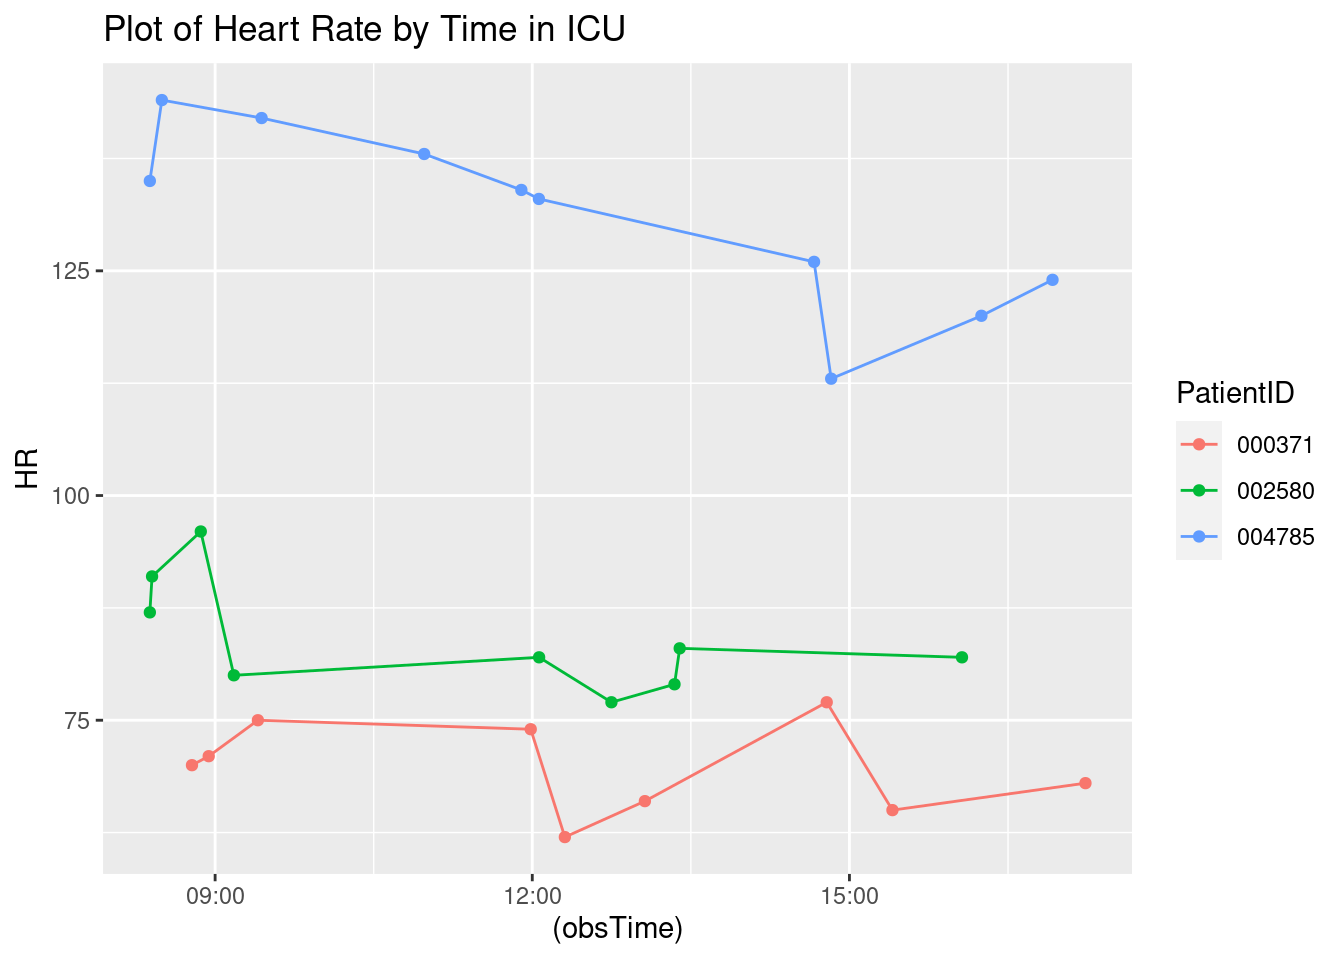 Plot of Heart Rate by Time in ICU
HR
125
100
75
09:00 12:00 15:00
(obsTime)
PatientID
000371
002580
004785